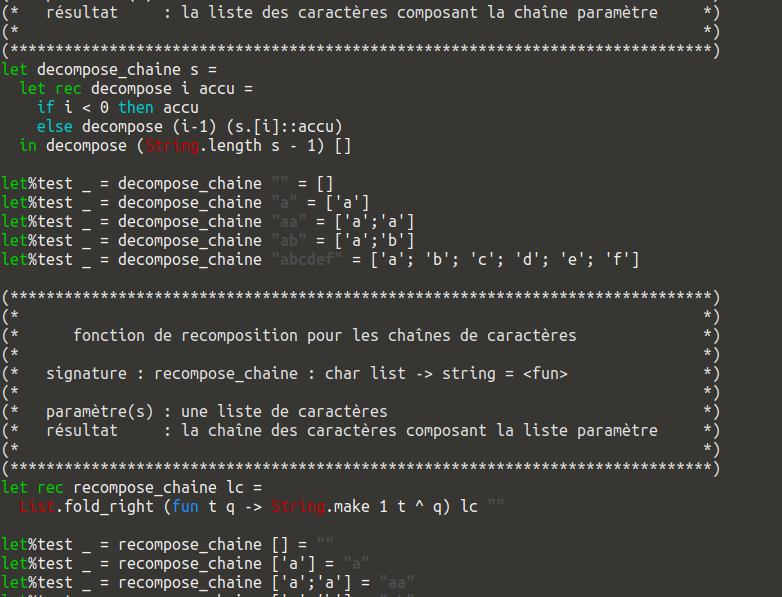 (*   résultat     : la liste des caractères composant la chaîne paramètre     *)
(*                                                                            *)
(******************************************************************************)
let decompose_chaine s =
  let rec decompose i accu =
    if i < 0 then accu
    else decompose (i-1) (s.[i]::accu)
  in decompose (String.length s - 1) []
let%test _ = decompose_chaine "" = []
let%test _ = decompose_chaine "a" = ['a']
let%test _ = decompose_chaine "aa" = ['a';'a']
let%test _ = decompose_chaine "ab" = ['a';'b']
let%test _ = decompose_chaine "abcdef" = ['a'; 'b'; 'c'; 'd'; 'e'; 'f']
(******************************************************************************)
(*                                                                            *)
(*      fonction de recomposition pour les chaînes de caractères              *)
(*                                                                            *)
(*   signature : recompose_chaine : char list -> string = <fun>               *)
(*                                                                            *)
(*   paramètre(s) : une liste de caractères                                   *)
(*   résultat     : la chaîne des caractères composant la liste paramètre     *)
(*                                                                            *)
(******************************************************************************)
let rec recompose_chaine lc =
  List.fold_right (fun t q -> String.make 1 t ^ q) lc ""
let%test _ = recompose_chaine [] = ""
let%test _ = recompose_chaine ['a'] = "a"
let%test _ = recompose_chaine ['a';'a'] = "aa"